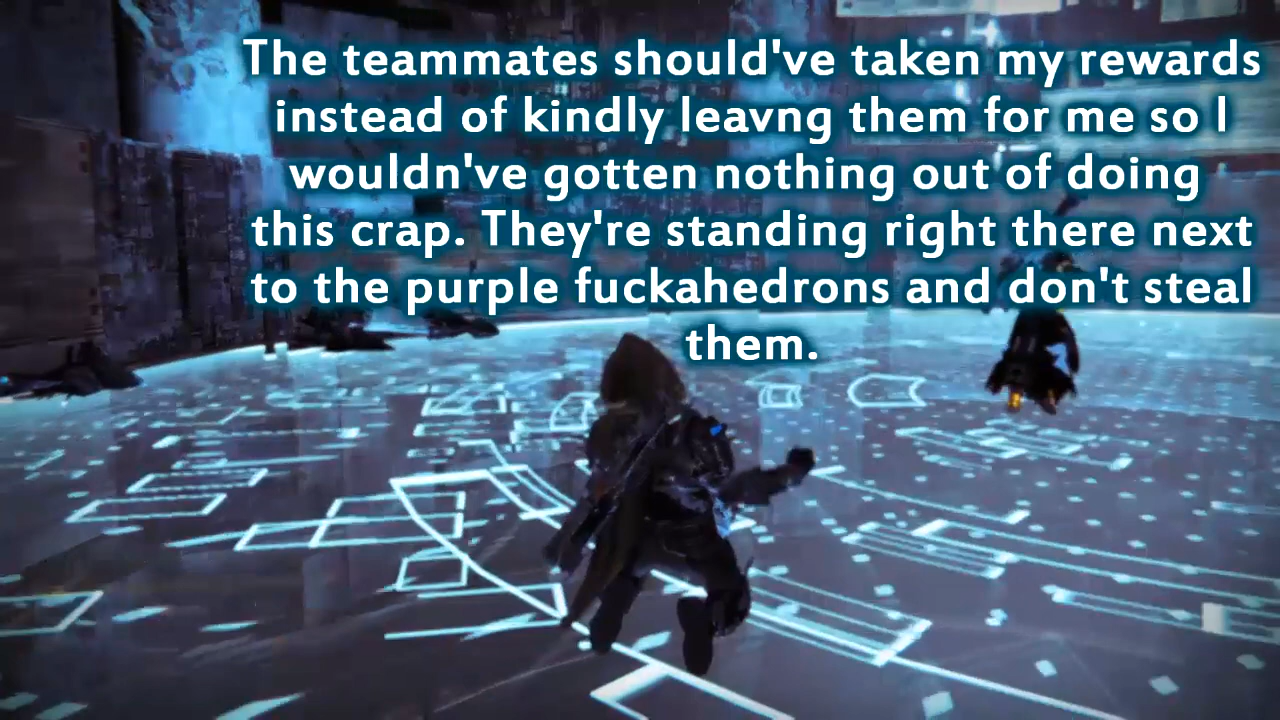 The teammates should've taken my rewards
instead of kindly leavng them for me so I
wouldn've gotten nothing out of doing
this crap. They're standing right there next
to the purple fuckahedrons and don't steal
them.